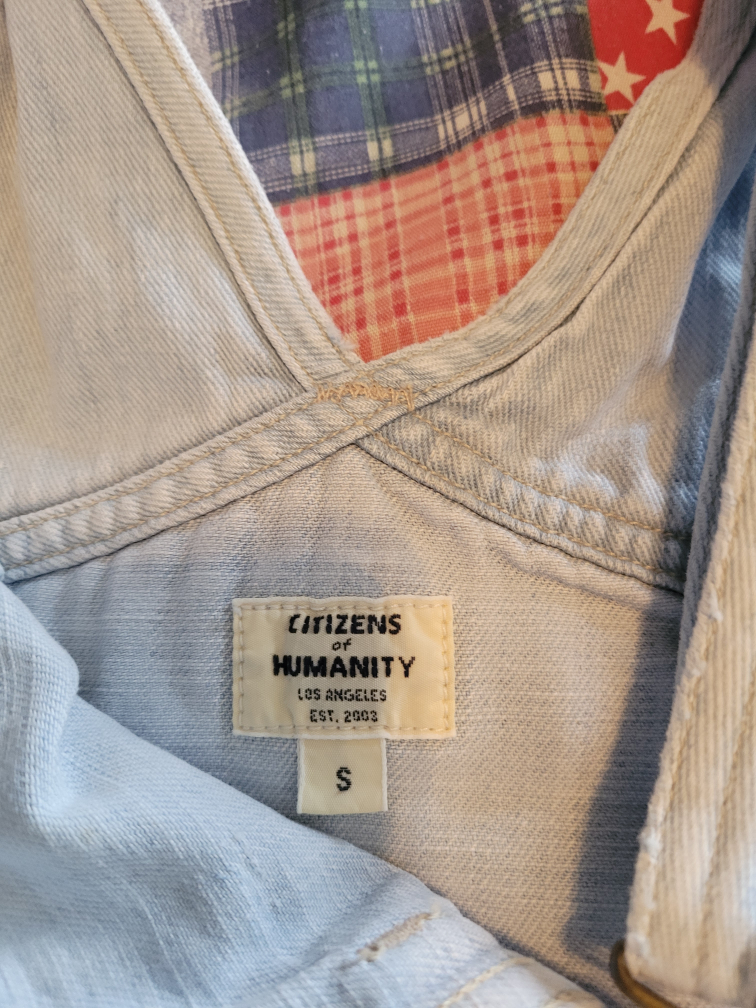 CITIZENS
of
HUMANITY
LOS ANGELES
EST. 2003
S